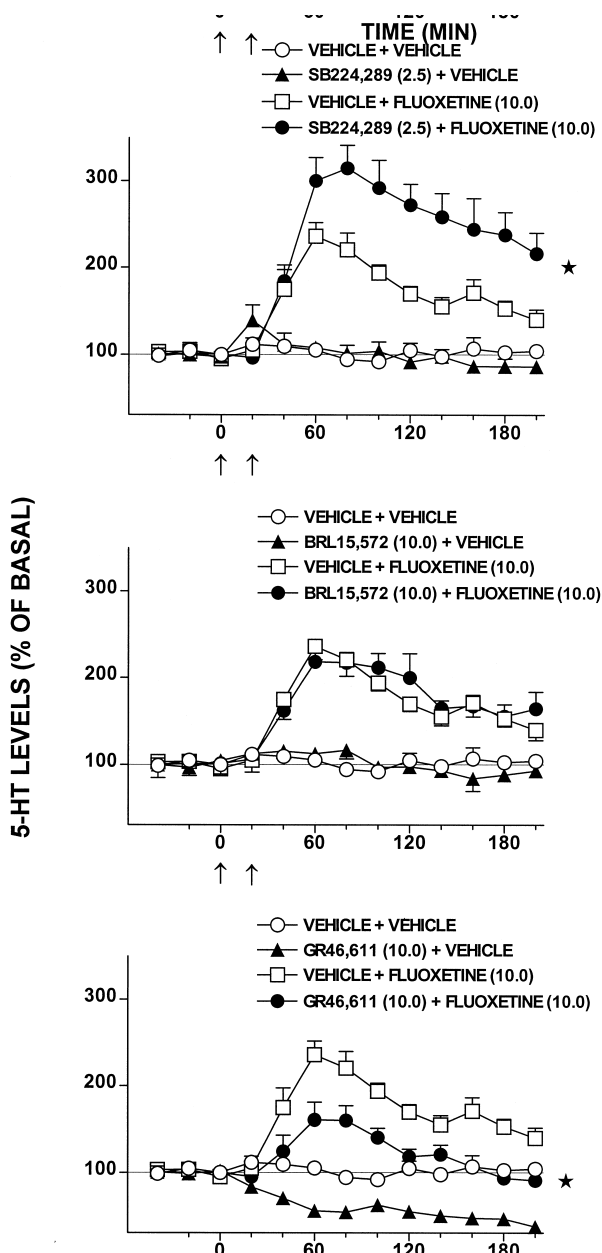 0 60 120 180
TIME (MIN)
VEHICLE + VEHICLE
SB224,289 (2.5) + VEHICLE
VEHICLE + FLUOXETINE (10.0)
SB224,289 (2.5) + FLUOXETINE (10.0)
300
200
100
0 60 120 180
5-HT LEVELS (% OF BASAL)
VEHICLE + VEHICLE
BRL15,572 (10.0) + VEHICLE
VEHICLE + FLUOXETINE (10.0)
BRL15,572 (10.0) + FLUOXETINE (10.0)
300
200
100
0 60 120 180
VEHICLE + VEHICLE
GR46,611 (10.0) + VEHICLE
VEHICLE + FLUOXETINE (10.0)
GR46,611 (10.0) + FLUOXETINE (10.0)
300
200
100
0 60 120 180